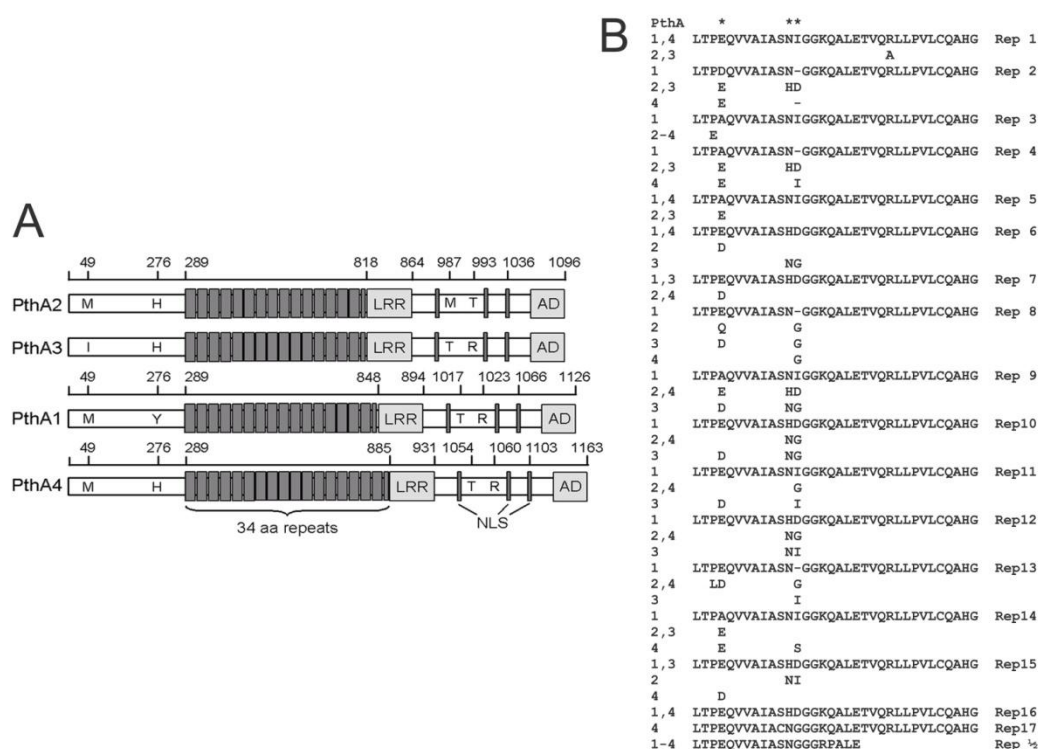 A
49 276 289 818 864 987 993 1036 1096
PthA2 M H LRR M T AD
PthA3 I H LRR T R AD
49 276 289 848 894 1017 1023 1066 1126
PthA1 M Y LRR T R AD
49 276 289 885 931 1054 1060 1103 1163
PthA4 M H LRR T R AD
34 aa repeats NLS
B
PthA * **
1,4 LTPEQVVAIASNIGGKQALETVQRLLPVLCQAHG Rep 1
2,3 A
1 LTPDQVVAIASN-GGKQALETVQRLLPVLCQAHG Rep 2
2,3 E HD
4 E -
1 LTPAQVVAIASNIGGKQALETVQRLLPVLCQAHG Rep 3
2-4 E
1 LTPAQVVAIASN-GGKQALETVQRLLPVLCQAHG Rep 4
2,3 E HD
4 E I
1,4 LTPAQVVAIASNIGGKQALETVQRLLPVLCQAHG Rep 5
2,3 E
1,4 LTPEQVVAIASHDGGKQALETVQRLLPVLCQAHG Rep 6
2 D
3 NG
1,3 LTPEQVVAIASHDGGKQALETVQRLLPVLCQAHG Rep 7
2,4 D
1 LTPEQVVAIASN-GGKQALETVQRLLPVLCQAHG Rep 8
2 Q G
3 D G
4 G
1 LTPAQVVAIASNIGGKQALETVQRLLPVLCQAHG Rep 9
2,4 E HD
3 D NG
1 LTPEQVVAIASHDGGKQALETVQRLLPVLCQAHG Rep10
2,4 NG
3 D NG
1 LTPEQVVAIASNIGGKQALETVQRLLPVLCQAHG Rep11
2,4 G
3 D I
1 LTPEQVVAIASHDGGKQALETVQRLLPVLCQAHG Rep12
2,4 NG
3 NI
1 LTPEQVVAIASN-GGKQALETVQRLLPVLCQAHG Rep13
2,4 LD G
3 I
1 LTPAQVVAIASNIGGKQALETVQRLLPVLCQAHG Rep14
2,3 E
4 E S
1,3 LTPEQVVAIASHDGGKQALETVQRLLPVLCQAHG Rep15
2 NI
4 D
1,4 LTPEQVVAIASHDGGKQALETVQRLLPVLCQAHG Rep16
4 LTPEQVVAIACNGGGKQALETVQRLLPVLCQAHG Rep17
1-4 LTPEQVVAIASNGGGRPALE Rep ½